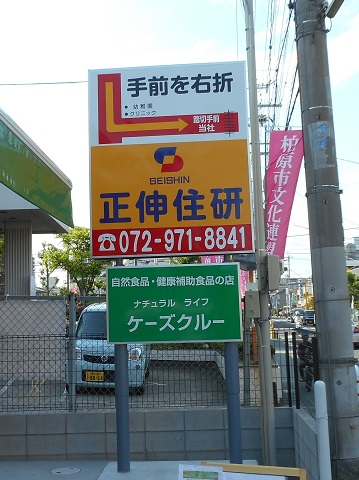 手前を右折
●幼稚園
●クリニック
踏切手前
当社
SEISHIN
正伸住研
☎072-971-8841
自然食品・健康補助食品の店
ナチュラル ライフ
ケーズクルー
柏原市文化連盟